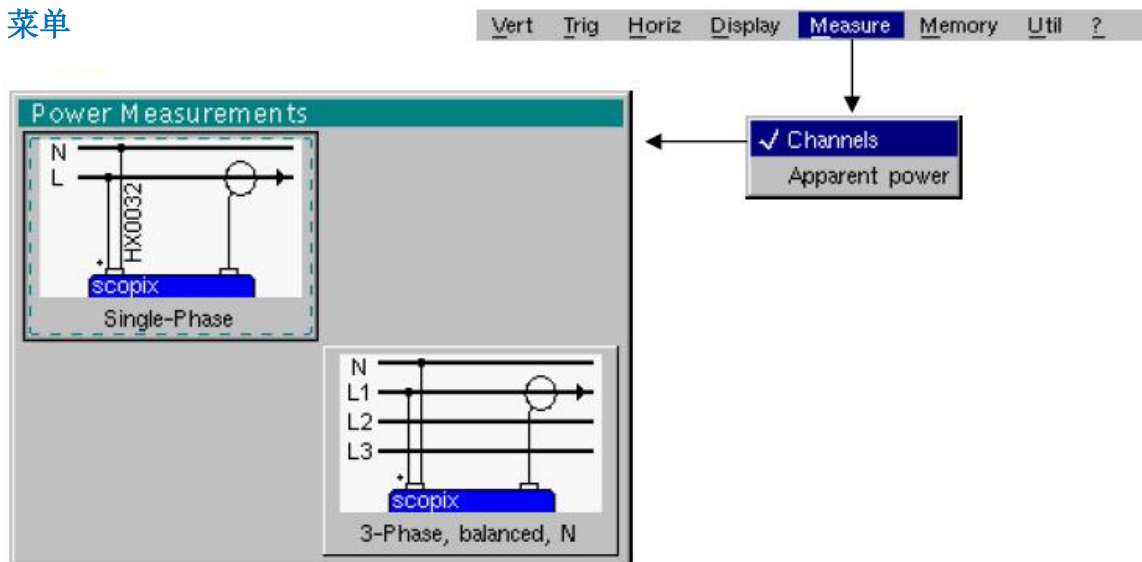 菜单
Vert Trig Horiz Display Measure Memory Util ?
Power Measurements
N
L
HX0032
+
scopix
Single-Phase
✓ Channels
Apparent power
N
L1
L2
L3
+
scopix
3-Phase, balanced, N